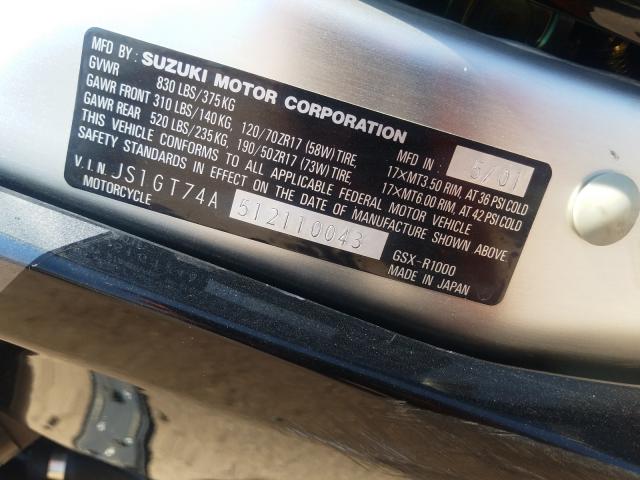 MFD BY: SUZUKI MOTOR CORPORATION
GVWR 830 LBS/375KG MFD IN 5/01
GAWR FRONT 310 LBS/140KG, 120/70ZR17 (58W) TIRE, 17×MT3.50 RIM, AT 36 PSI COLD
GAWR REAR 520 LBS/235KG, 190/50ZR17 (73W) TIRE, 17×MT6.00 RIM, AT 42 PSI COLD
THIS VEHICLE CONFORMS TO ALL APPLICABLE FEDERAL MOTOR VEHICLE
SAFETY STANDARDS IN EFFECT ON THE DATE OF MANUFACTURE SHOWN ABOVE
V.I.N. JS1GT74A 512110043 GSX-R1000
MOTORCYCLE MADE IN JAPAN